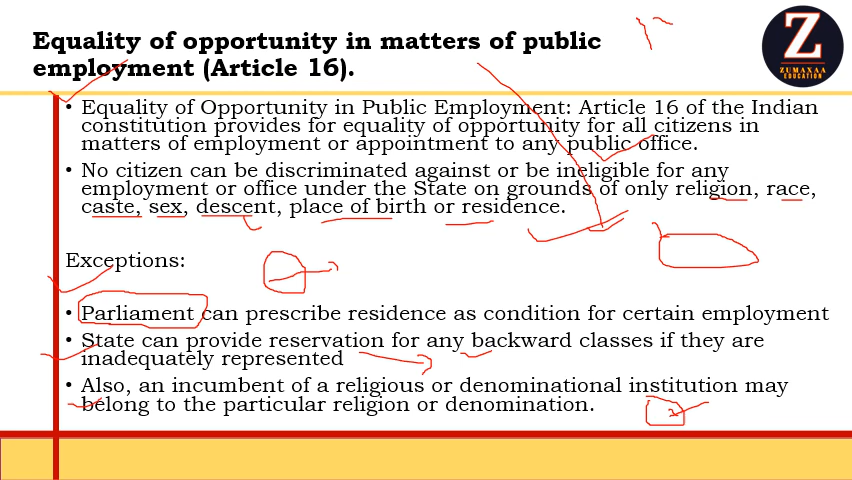 Equality of opportunity in matters of public
employment (Article 16).
Z
ZUMAXAA
EDUCATION
• Equality of Opportunity in Public Employment: Article 16 of the Indian
constitution provides for equality of opportunity for all citizens in
matters of employment or appointment to any public office.
• No citizen can be discriminated against or be ineligible for any
employment or office under the State on grounds of only religion, race,
caste, sex, descent, place of birth or residence.
Exceptions:
• Parliament can prescribe residence as condition for certain employment
• State can provide reservation for any backward classes if they are
inadequately represented
• Also, an incumbent of a religious or denominational institution may
belong to the particular religion or denomination.